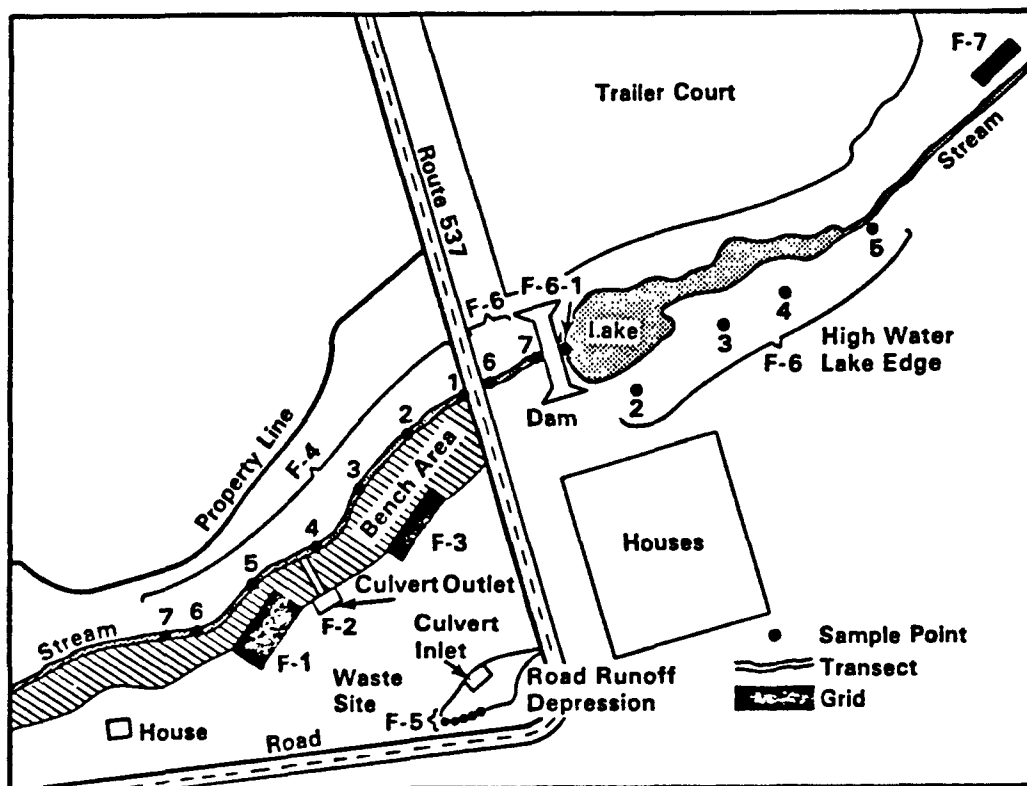 F-7
Trailer Court
Stream
Route 537
F-6
F-6-1
Lake
5
4
3
2
High Water
F-6 Lake Edge
7
6
1
Dam
2
Property Line
F-4
3
Bench Area
4
F-3
Houses
5
Culvert Outlet
F-2
Culvert
Inlet
7
6
Stream
F-1
Waste
Site
Road Runoff
Depression
F-5
House
Road
Sample Point
Transect
Grid